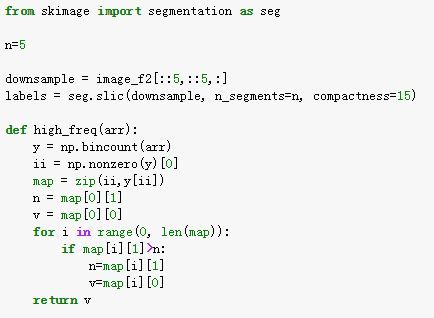 from skimage import segmentation as seg
n=5
downsample = image_f2[::5,::5,:]
labels = seg.slic(downsample, n_segments=n, compactness=15)
def high_freq(arr):
    y = np.bincount(arr)
    ii = np.nonzero(y)[0]
    map = zip(ii,y[ii])
    n = map[0][1]
    v = map[0][0]
    for i in range(0, len(map)):
        if map[i][1]>n:
            n=map[i][1]
            v=map[i][0]
    return v